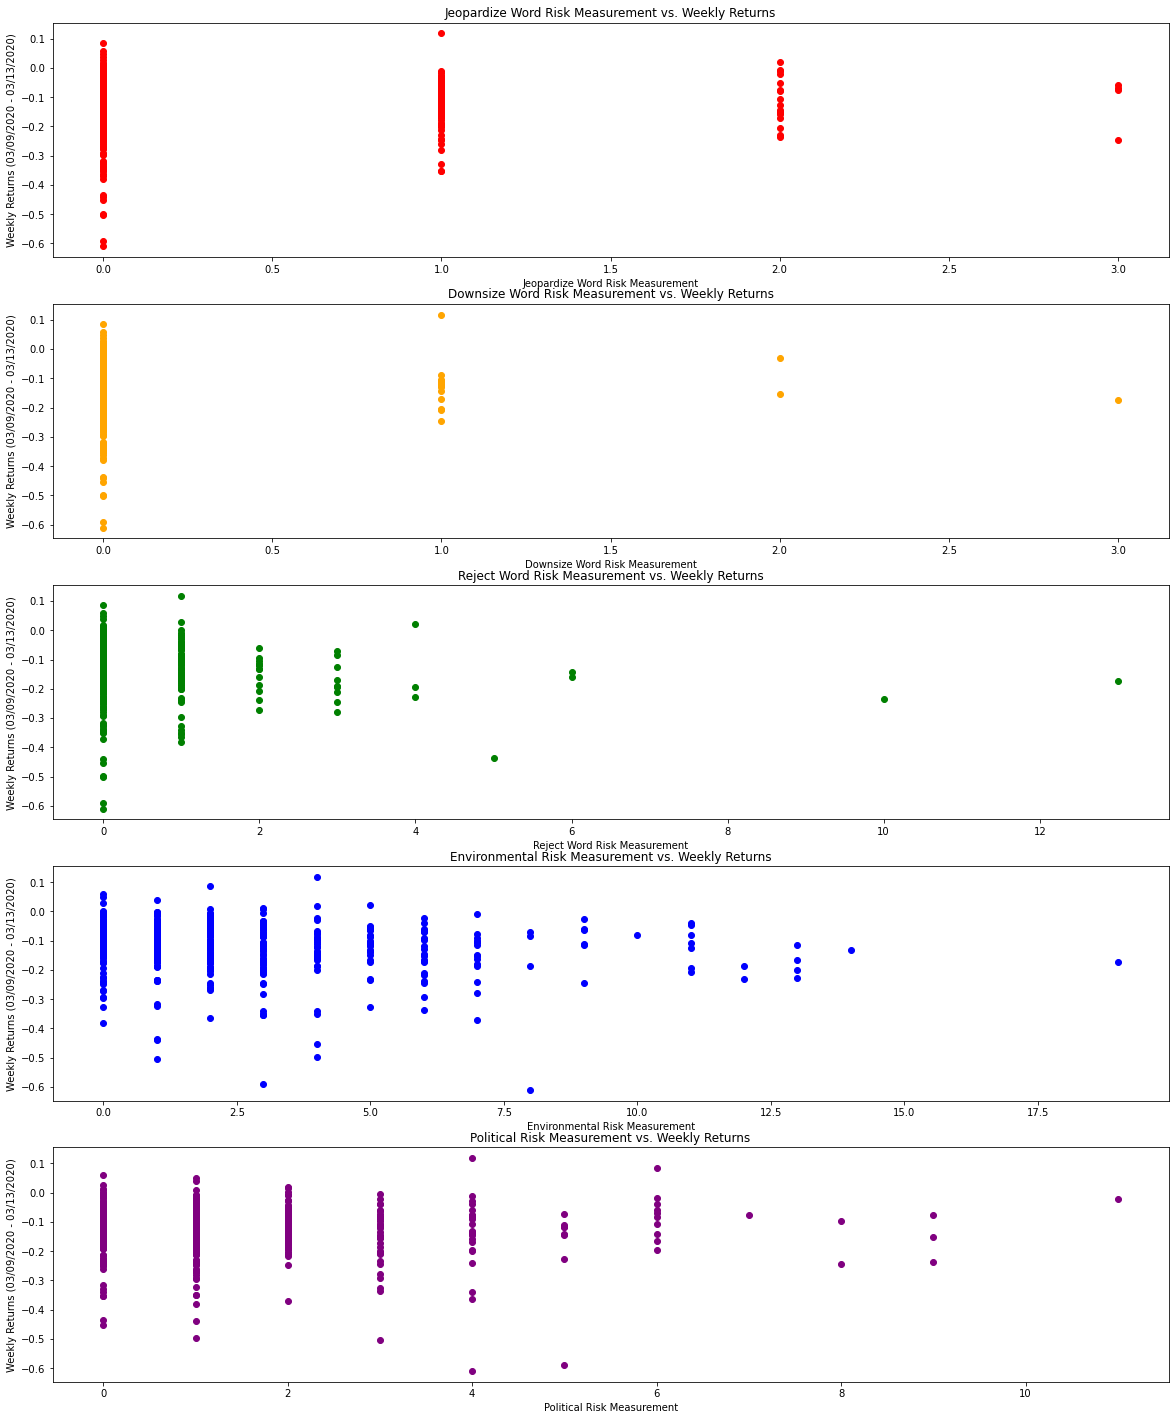 Jeopardize Word Risk Measurement vs. Weekly Returns
Weekly Returns (03/09/2020 - 03/13/2020)
0.1
0.0
−0.1
−0.2
−0.3
−0.4
−0.5
−0.6
0.0 0.5 1.0 1.5 2.0 2.5 3.0
Jeopardize Word Risk Measurement
Downsize Word Risk Measurement vs. Weekly Returns
Weekly Returns (03/09/2020 - 03/13/2020)
0.1
0.0
−0.1
−0.2
−0.3
−0.4
−0.5
−0.6
0.0 0.5 1.0 1.5 2.0 2.5 3.0
Downsize Word Risk Measurement
Reject Word Risk Measurement vs. Weekly Returns
Weekly Returns (03/09/2020 - 03/13/2020)
0.1
0.0
−0.1
−0.2
−0.3
−0.4
−0.5
−0.6
0 2 4 6 8 10 12
Reject Word Risk Measurement
Environmental Risk Measurement vs. Weekly Returns
Weekly Returns (03/09/2020 - 03/13/2020)
0.1
0.0
−0.1
−0.2
−0.3
−0.4
−0.5
−0.6
0.0 2.5 5.0 7.5 10.0 12.5 15.0 17.5
Environmental Risk Measurement
Political Risk Measurement vs. Weekly Returns
Weekly Returns (03/09/2020 - 03/13/2020)
0.1
0.0
−0.1
−0.2
−0.3
−0.4
−0.5
−0.6
0 2 4 6 8 10
Political Risk Measurement